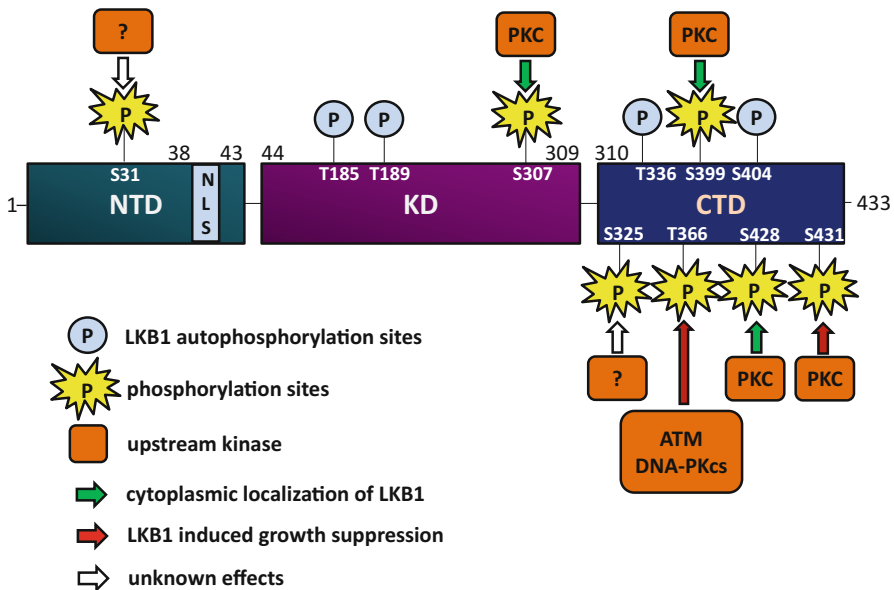 ? PKC PKC
P P P P P P P
38 43 44 309 310
S31 T185 T189 S307 T336 S399 S404
1 NTD NLS KD CTD 433
S325 T366 S428 S431
P P P P
P LKB1 autophosphorylation sites
? PKC PKC
P phosphorylation sites
ATM
DNA-PKcs
upstream kinase
cytoplasmic localization of LKB1
LKB1 induced growth suppression
unknown effects